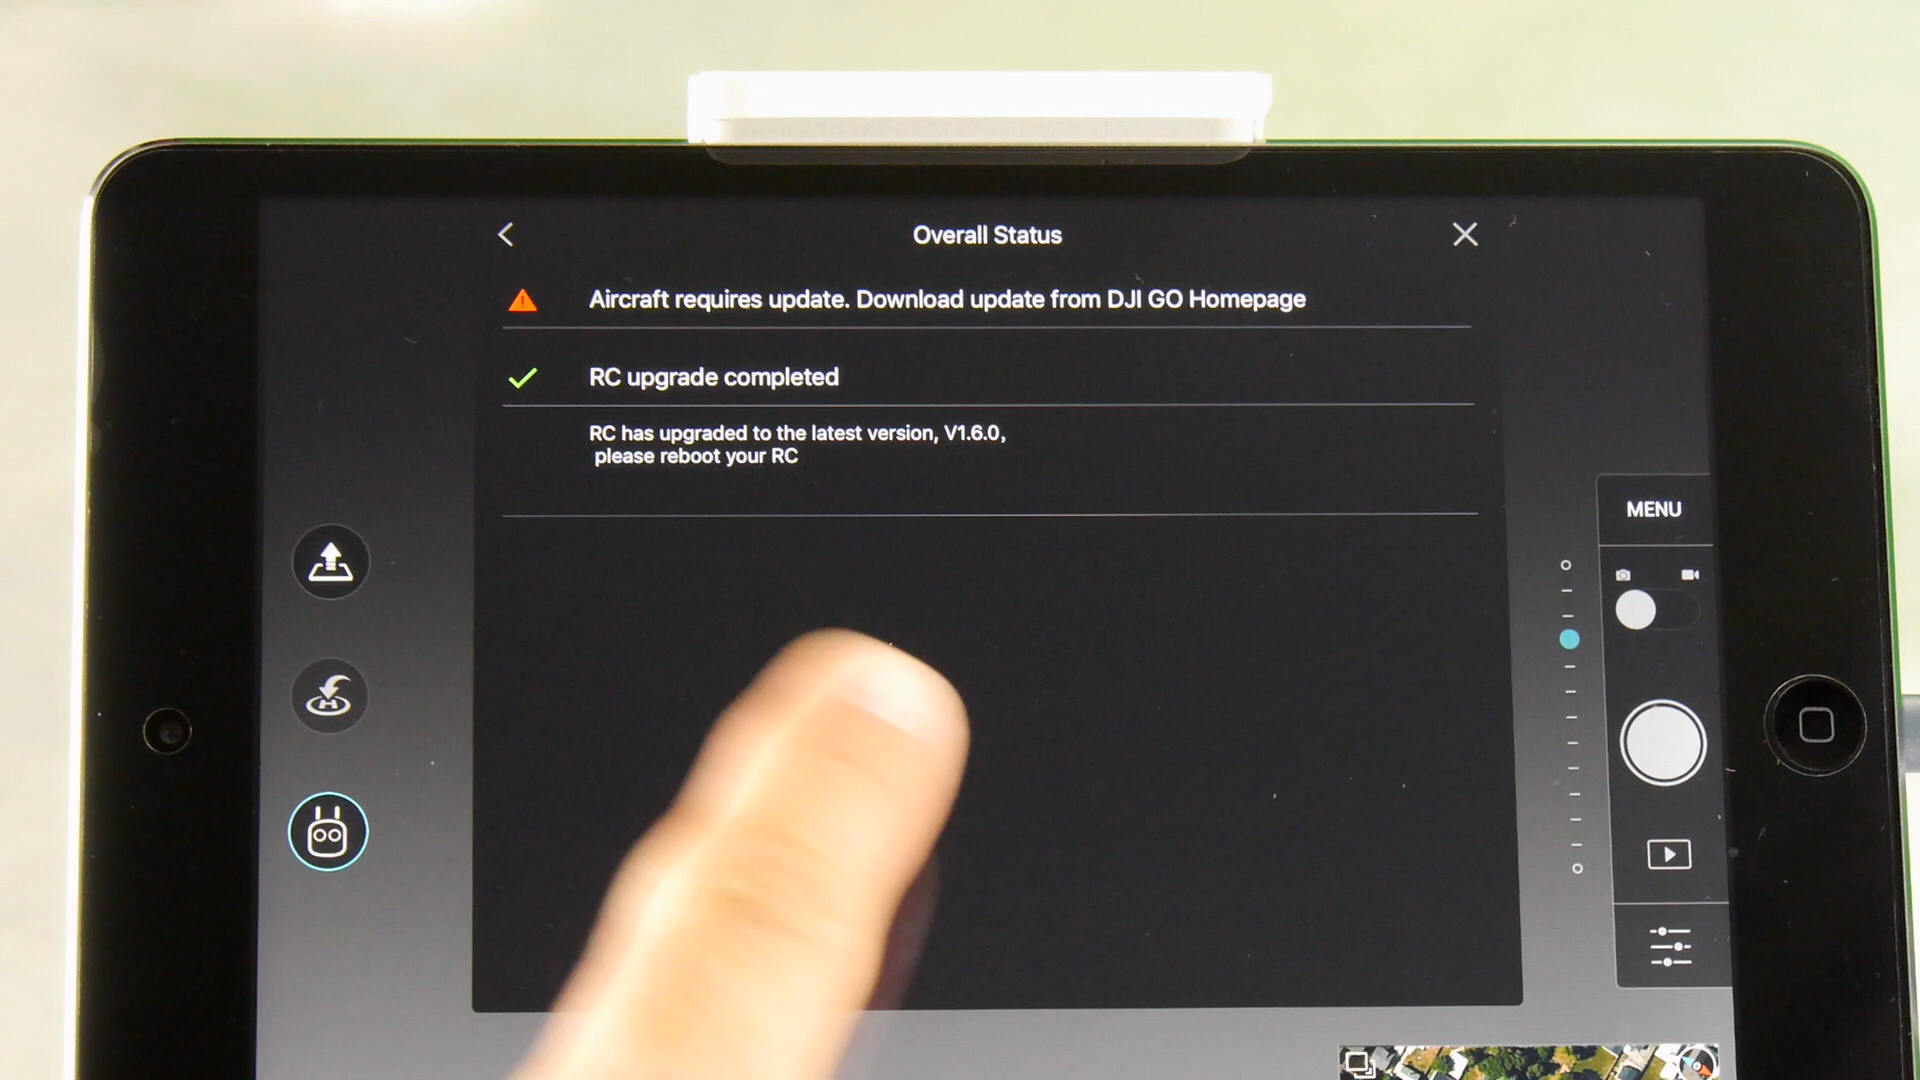 Overall Status
Aircraft requires update. Download update from DJI GO Homepage
RC upgrade completed
RC has upgraded to the latest version, V1.6.0,
please reboot your RC
MENU